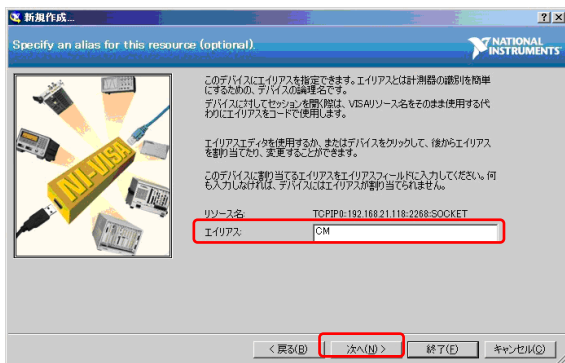 新規作成...
Specify an alias for this resource (optional).
NATIONAL
INSTRUMENTS
このデバイスにエイリアスを指定できます。エイリアスとは計測器の識別を簡単
にするための、デバイスの論理名です。
デバイスに対してセッションを開く際は、VISAリソース名をそのまま使用する代
わりにエイリアスをコードで使用します。
エイリアスエディタを使用するか、またはデバイスをクリックして、後からエイリアス
を割り当てたり、変更することができます。
このデバイスに割り当てるエイリアスをエイリアスフィールドに入力してください。何
も入力しなければ、デバイスにはエイリアスが割り当てられません。
NI-VISA
リソース名: TCPIP0::192.168.21.118::2268::SOCKET
エイリアス: CM
< 戻る(B) 次へ(N) > 終了(F) キャンセル(C)